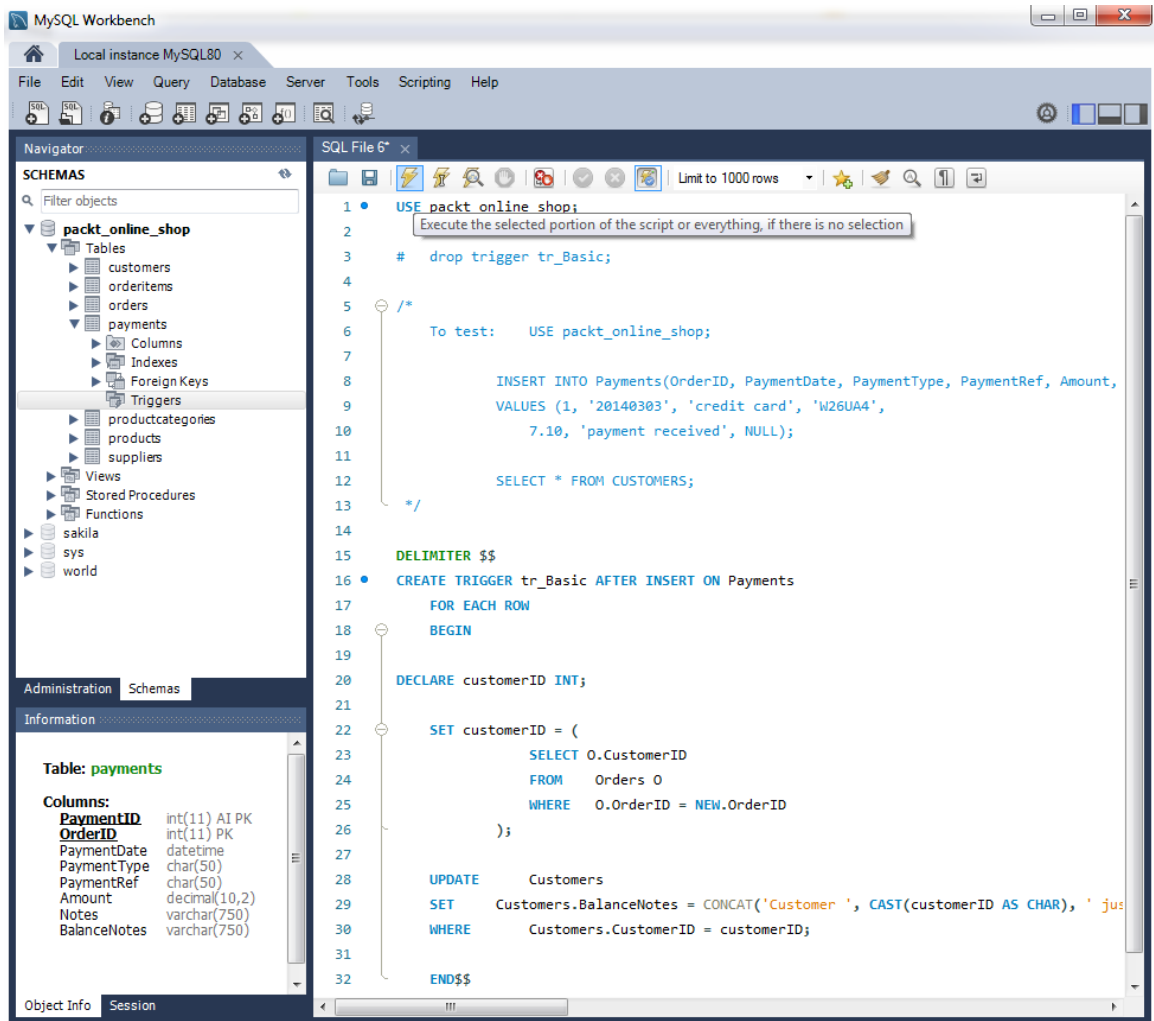 MySQL Workbench
Local instance MySQL80
File Edit View Query Database Server Tools Scripting Help
Navigator
SCHEMAS
Filter objects
packt_online_shop
Tables
customers
orderitems
orders
payments
Columns
Indexes
Foreign Keys
Triggers
productcategories
products
suppliers
Views
Stored Procedures
Functions
sakila
sys
world
Administration Schemas
Information
Table: payments
Columns:
PaymentID int(11) AI PK
OrderID int(11) PK
PaymentDate datetime
PaymentType char(50)
PaymentRef char(50)
Amount decimal(10,2)
Notes varchar(750)
BalanceNotes varchar(750)
Object Info Session
SQL File 6*
Limit to 1000 rows
1 USE packt_online_shop;
Execute the selected portion of the script or everything, if there is no selection
2
3 # drop trigger tr_Basic;
4
5 /*
6 To test: USE packt_online_shop;
7
8 INSERT INTO Payments(OrderID, PaymentDate, PaymentType, PaymentRef, Amount,
9 VALUES (1, '20140303', 'credit card', 'W26UA4',
10 7.10, 'payment received', NULL);
11
12 SELECT * FROM CUSTOMERS;
13 */
14
15 DELIMITER $$
16 CREATE TRIGGER tr_Basic AFTER INSERT ON Payments
17 FOR EACH ROW
18 BEGIN
19
20 DECLARE customerID INT;
21
22 SET customerID = (
23 SELECT O.CustomerID
24 FROM Orders O
25 WHERE O.OrderID = NEW.OrderID
26 );
27
28 UPDATE Customers
29 SET Customers.BalanceNotes = CONCAT('Customer ', CAST(customerID AS CHAR), ' jus
30 WHERE Customers.CustomerID = customerID;
31
32 END$$